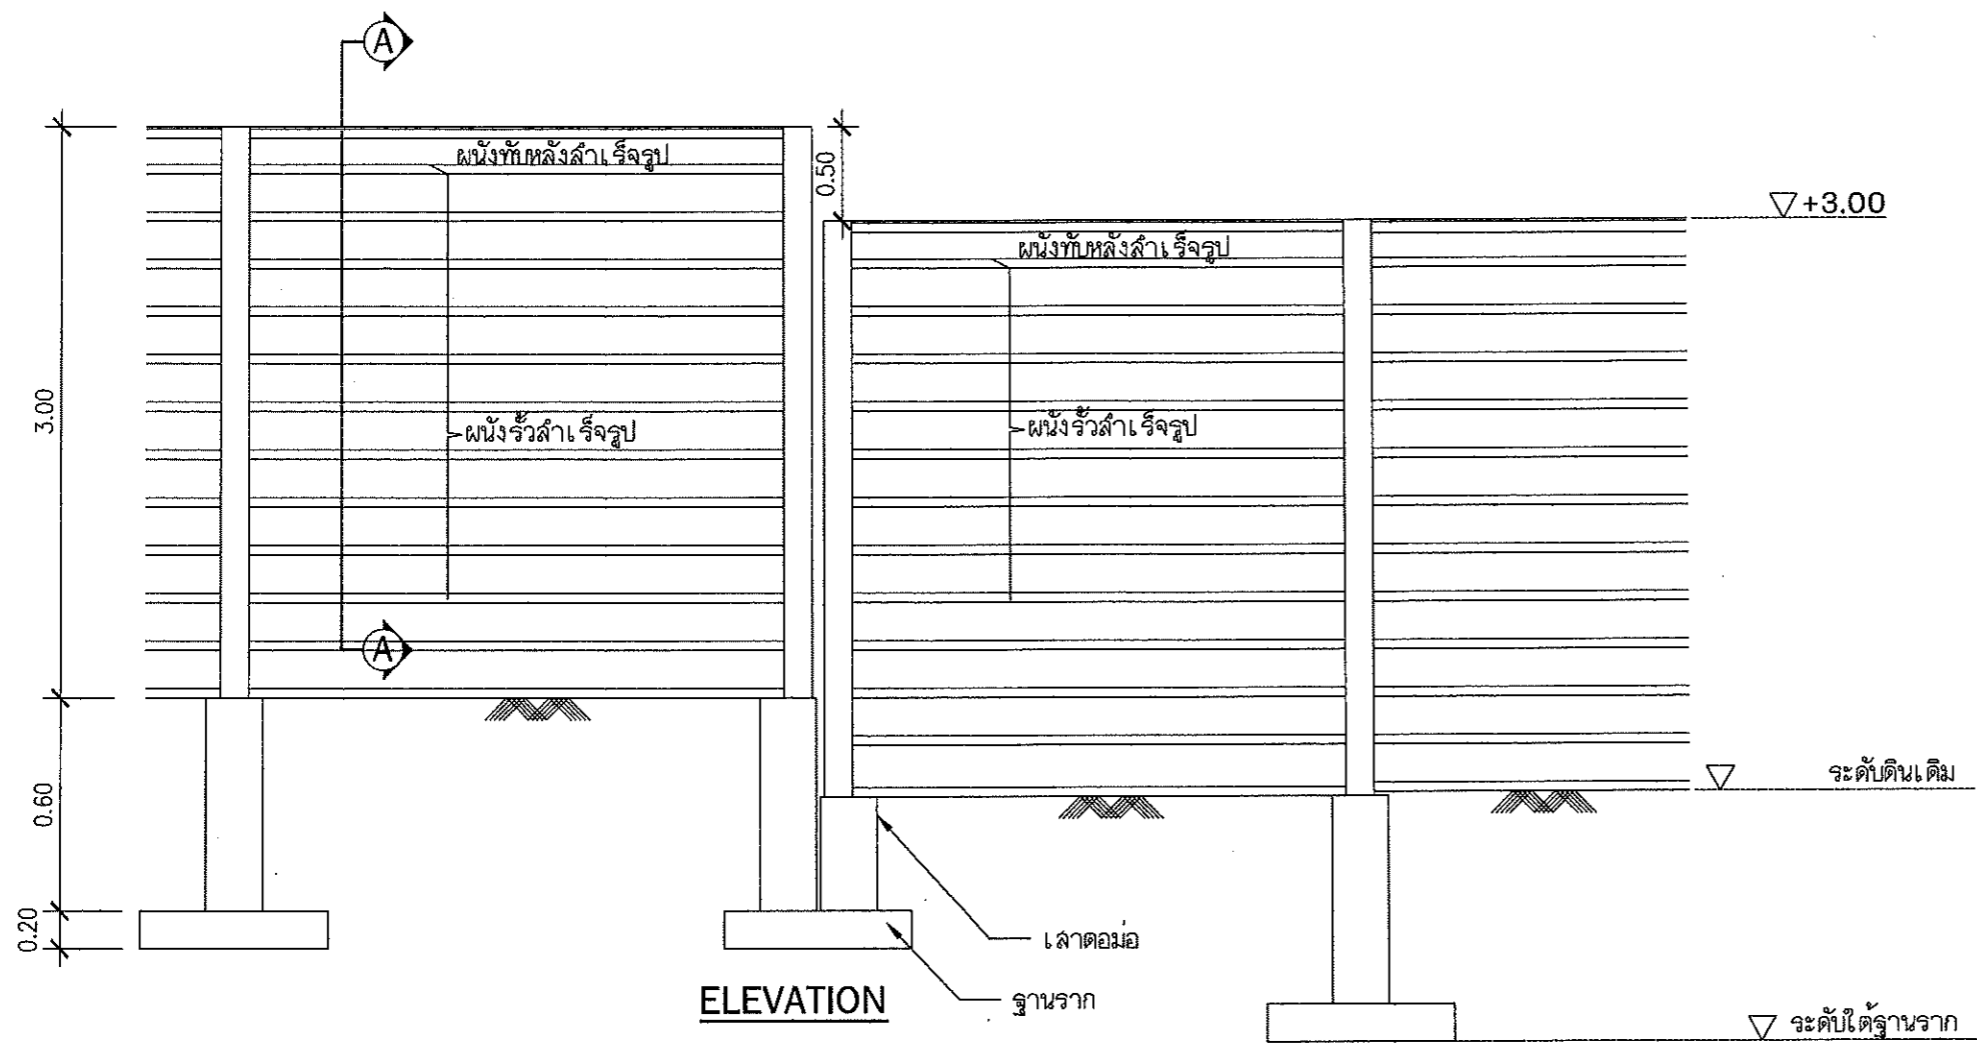 A
ผนังทับหลังสำเร็จรูป
0.50
+3.00
ผนังทับหลังสำเร็จรูป
3.00
ผนังรั้วสำเร็จรูป
ผนังรั้วสำเร็จรูป
A
ระดับดินเดิม
0.60
0.20
เสาตอม่อ
ELEVATION
ฐานราก
ระดับใต้ฐานราก